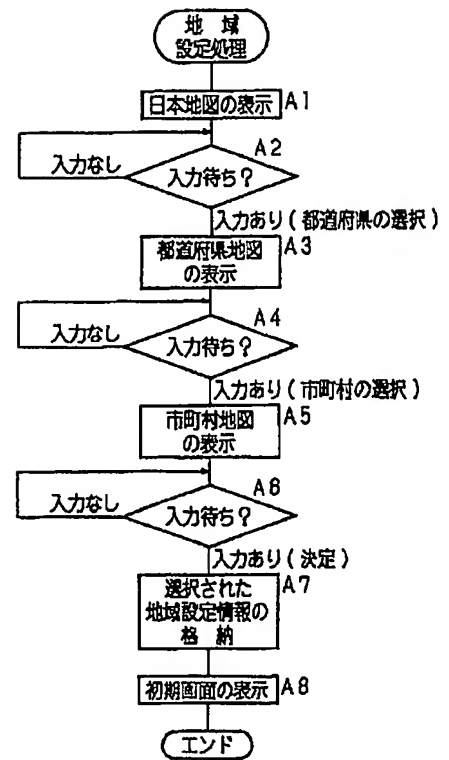 地　域
設定処理
日本地図の表示 A1
A2
入力なし
入力待ち？
入力あり(都道府県の選択)
都道府県地図
の表示
A3
A4
入力なし
入力待ち？
入力あり(市町村の選択)
市町村地図
の表示
A5
A6
入力なし
入力待ち？
入力あり(決定)
選択された
地域設定情報の
格　納
A7
初期画面の表示 A8
エンド